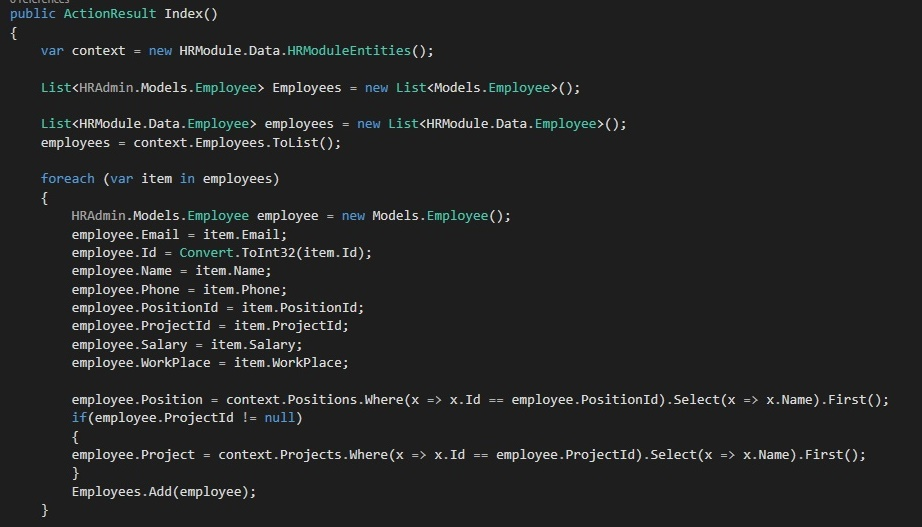 0 references
public ActionResult Index()
{
var context = new HRModule.Data.HRModuleEntities();
List<HRAdmin.Models.Employee> Employees = new List<Models.Employee>();
List<HRModule.Data.Employee> employees = new List<HRModule.Data.Employee>();
employees = context.Employees.ToList();
foreach (var item in employees)
{
HRAdmin.Models.Employee employee = new Models.Employee();
employee.Email = item.Email;
employee.Id = Convert.ToInt32(item.Id);
employee.Name = item.Name;
employee.Phone = item.Phone;
employee.PositionId = item.PositionId;
employee.ProjectId = item.ProjectId;
employee.Salary = item.Salary;
employee.WorkPlace = item.WorkPlace;
employee.Position = context.Positions.Where(x => x.Id == employee.PositionId).Select(x => x.Name).First();
if(employee.ProjectId != null)
{
employee.Project = context.Projects.Where(x => x.Id == employee.ProjectId).Select(x => x.Name).First();
}
Employees.Add(employee);
}